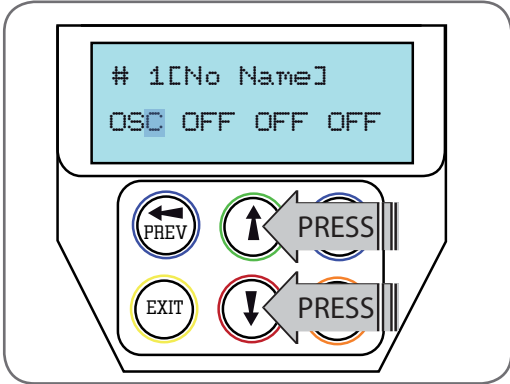 # 1[No Name]
OSC OFF OFF OFF
PREV
PRESS
EXIT
PRESS